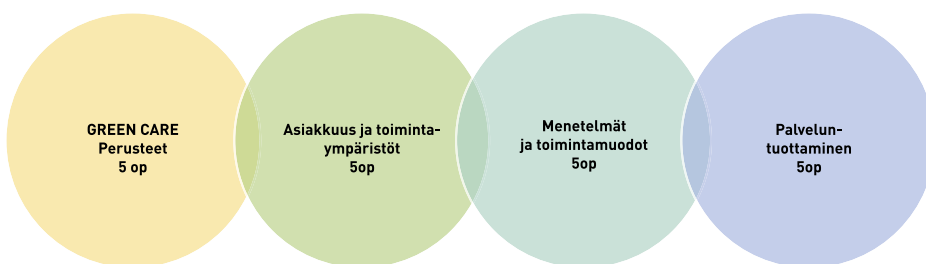 GREEN CARE
Perusteet
5 op
Asiakkuus ja toiminta-
ympäristöt
5op
Menetelmät
ja toimintamuodot
5op
Palvelun-
tuottaminen
5op